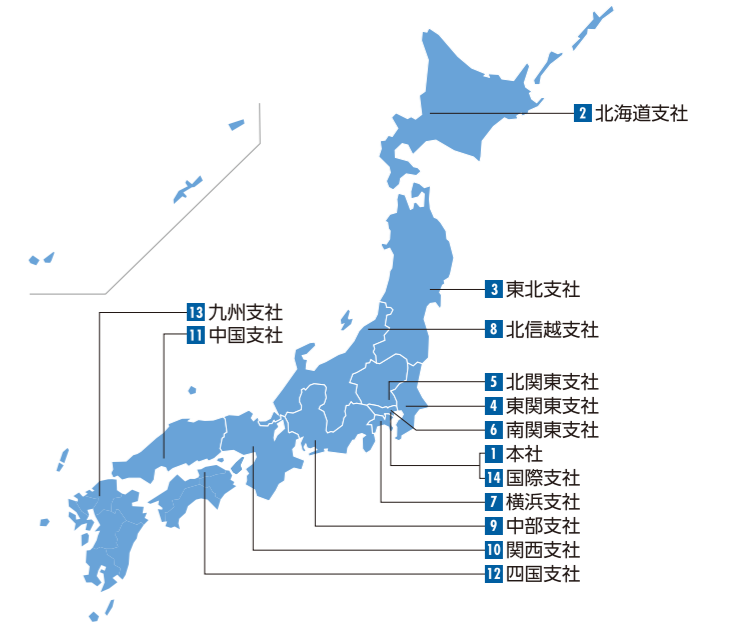 2 北海道支社
3 東北支社
13 九州支社
11 中国支社
8 北信越支社
5 北関東支社
4 東関東支社
6 南関東支社
1 本社
14 国際支社
7 横浜支社
9 中部支社
10 関西支社
12 四国支社